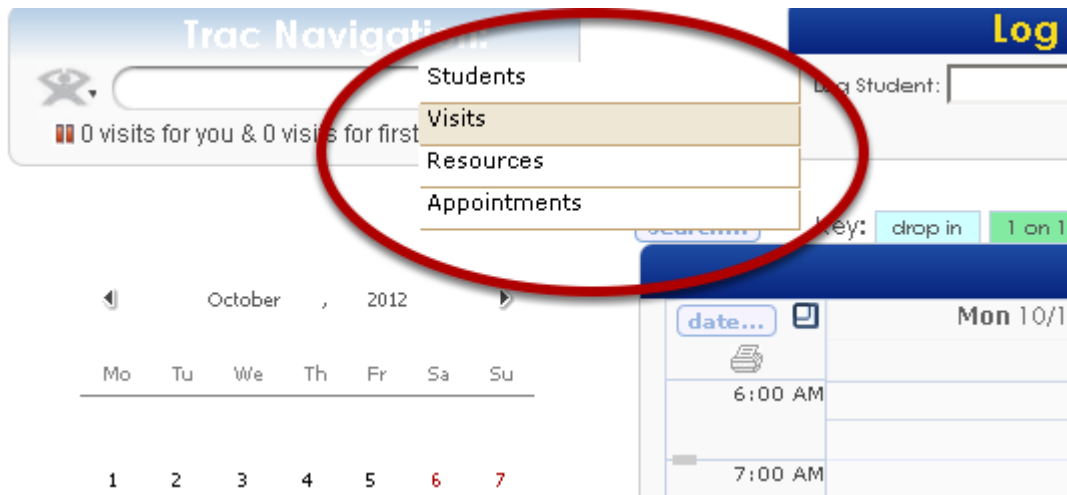 Trac Navigation:
Log
Students
Log Student:
Visits
0 visits for you & 0 visits for first
Resources
Appointments
search...
key:
drop in
1 on 1
October , 2012
date...
Mon 10/1
Mo Tu We Th Fr Sa Su
6:00 AM
1 2 3 4 5 6 7
7:00 AM